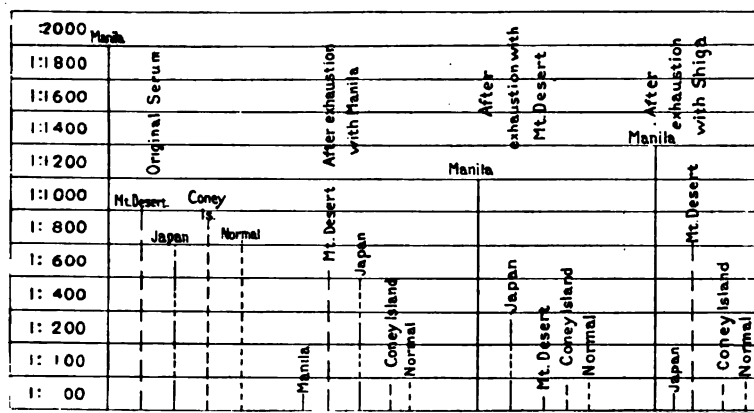 :2000
Manila
1:1800
1:1600
1:1400
1:1200
1:1000
1: 800
1: 600
1: 400
1: 200
1: 100
1: 00
Original Serum
Mt. Desert.
Japan
Coney
Is.
Normal
After exhaustion
with Manila
Manila
Mt. Desert
Japan
Coney Island
Normal
After
exhaustion with
Mt. Desert
Manila
Japan
Mt. Desert
Coney Island
Normal
After
exhaustion
with Shiga
Manila
Japan
Mt. Desert
Coney Island
Normal